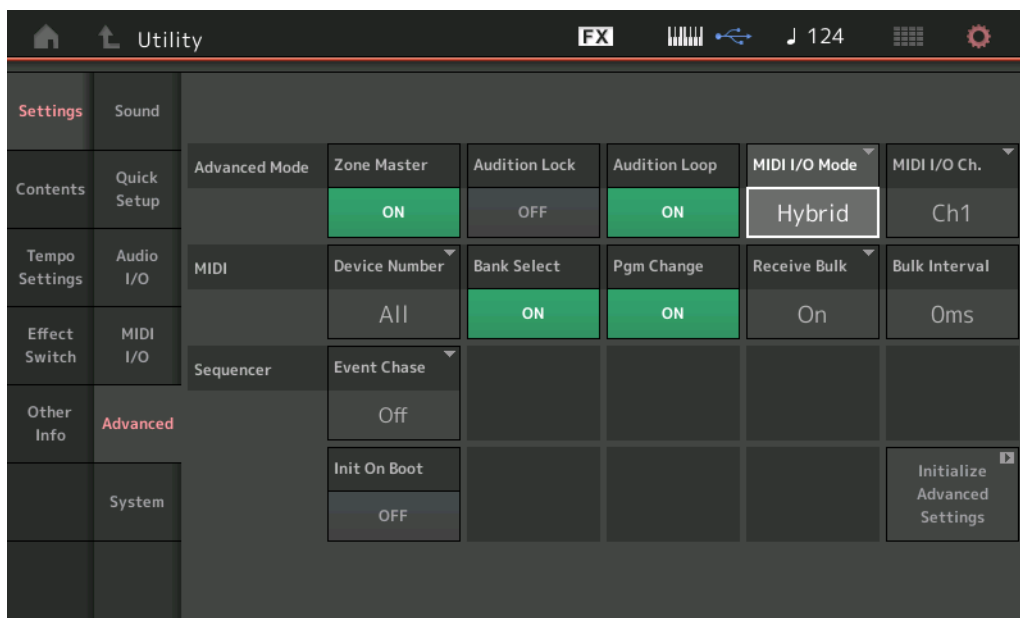 Utility FX 124
Settings Sound
Contents
Quick
Setup
Tempo
Settings
Audio
I/O
Effect
Switch
MIDI
I/O
Other
Info
Advanced
System
Advanced Mode Zone Master Audition Lock Audition Loop MIDI I/O Mode MIDI I/O Ch.
ON OFF ON Hybrid Ch1
MIDI Device Number Bank Select Pgm Change Receive Bulk Bulk Interval
All ON ON On 0ms
Sequencer Event Chase
Off
Init On Boot
OFF
Initialize
Advanced
Settings